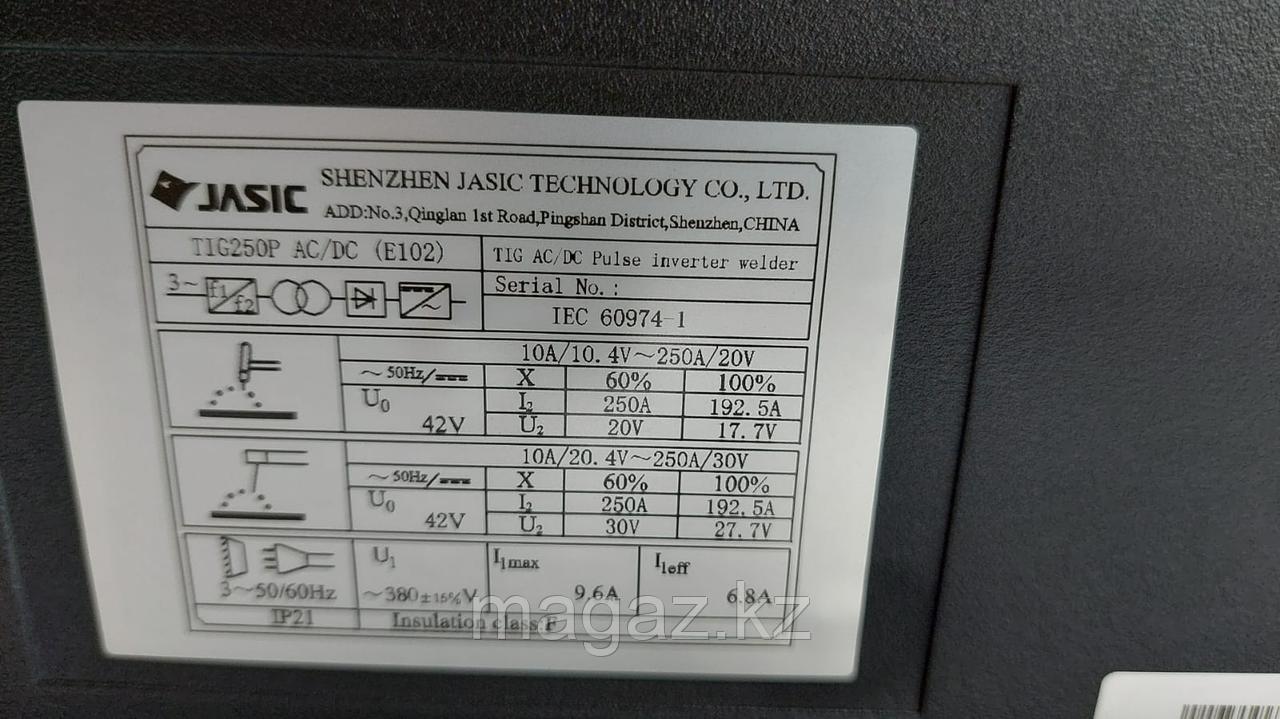 JASIC
SHENZHEN JASIC TECHNOLOGY CO., LTD.
ADD:No.3,Qinglan 1st Road,Pingshan District,Shenzhen,CHINA
TIG250P AC/DC (E102)
TIG AC/DC Pulse inverter welder
3~ f1 f2
Serial No.:
IEC 60974-1
10A/10.4V~250A/20V
~50Hz/ X 60% 100%
U0 42V
I2 250A 192.5A
U2 20V 17.7V
10A/20.4V~250A/30V
~50Hz/ X 60% 100%
U0 42V
I2 250A 192.5A
U2 30V 27.7V
3~50/60Hz
U1 ~380±15%V
I1max 9.6A
I1eff 6.8A
IP21
Insulation class:F
magaz.kz